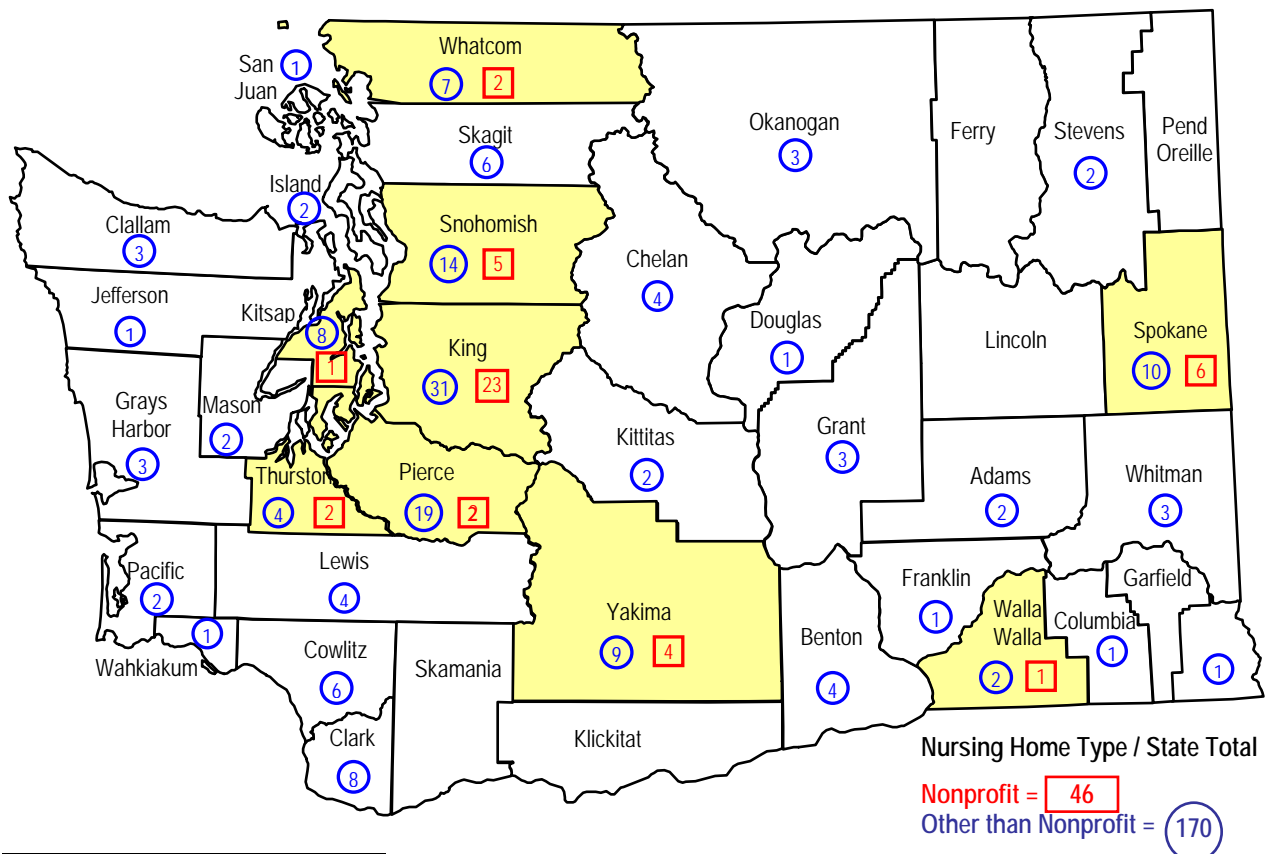 Whatcom
7 2
San
Juan
1
Skagit
6
Okanogan
3
Ferry
Stevens
2
Pend
Oreille
Island
2
Clallam
3
Snohomish
14 5
Chelan
4
Jefferson
1
Kitsap
8
1
King
31 23
Douglas
1
Lincoln
Spokane
10 6
Grays
Harbor
3
Mason
2
Kittitas
2
Grant
3
Thurston
4 2
Pierce
19 2
Adams
2
Whitman
3
Pacific
2
Lewis
4
Yakima
9 4
Franklin
1
Garfield
Walla
Walla
2 1
Columbia
1
1
Wahkiakum
1
Cowlitz
6
Skamania
Benton
4
Clark
8
Klickitat
Nursing Home Type / State Total
Nonprofit = 46
Other than Nonprofit = 170